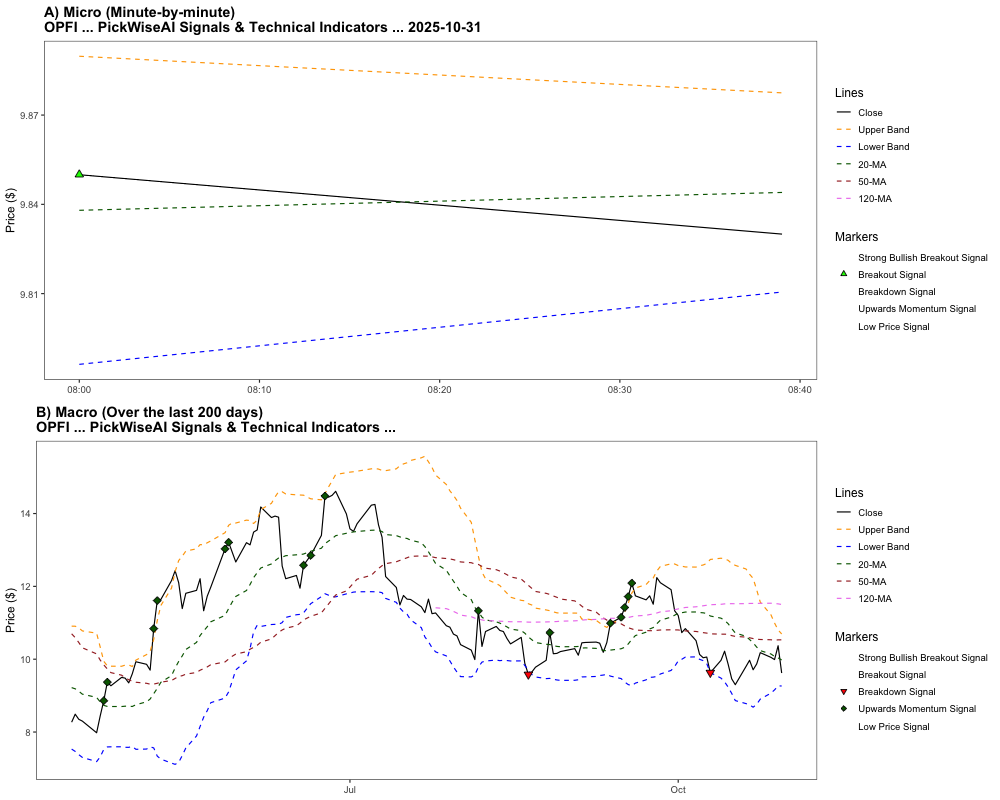 A) Micro (Minute-by-minute)
OPFI ... PickWiseAI Signals & Technical Indicators ... 2025-10-31
Price ($)
9.87
9.84
9.81
08:00
08:10
08:20
08:30
08:40
Lines
Close
Upper Band
Lower Band
20-MA
50-MA
120-MA
Markers
Strong Bullish Breakout Signal
Breakout Signal
Breakdown Signal
Upwards Momentum Signal
Low Price Signal
B) Macro (Over the last 200 days)
OPFI ... PickWiseAI Signals & Technical Indicators ...
Price ($)
14
12
10
8
Jul
Oct
Lines
Close
Upper Band
Lower Band
20-MA
50-MA
120-MA
Markers
Strong Bullish Breakout Signal
Breakout Signal
Breakdown Signal
Upwards Momentum Signal
Low Price Signal